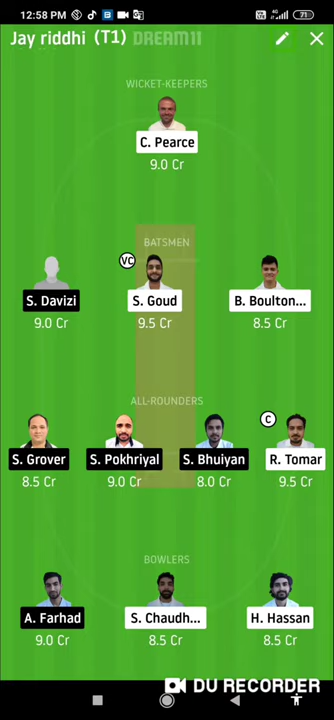 12:58 PM
71
Jay riddhi (T1) DREAM11
WICKET-KEEPERS
C. Pearce
9.0 Cr
BATSMEN
VC
S. Davizi S. Goud B. Boulton...
9.0 Cr 9.5 Cr 8.5 Cr
ALL-ROUNDERS
C
S. Grover S. Pokhriyal S. Bhuiyan R. Tomar
8.5 Cr 9.0 Cr 8.0 Cr 9.5 Cr
BOWLERS
A. Farhad S. Chaudh... H. Hassan
9.0 Cr 8.5 Cr 8.5 Cr
DU RECORDER